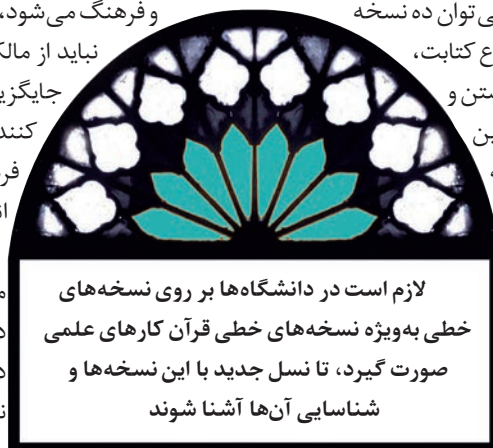 ی‌توان ده نسخه
ع کتابت،
ستن و
ین
و فرهنگ می‌شود،
نباید از مالک
جایگزی
کنند
فر
لازم است در دانشگاه‌ها بر روی نسخه‌های
خطی به‌ویژه نسخه‌های خطی قرآن کارهای علمی
صورت گیرد، تا نسل جدید با این نسخه‌ها و
شناسایی آن‌ها آشنا شوند